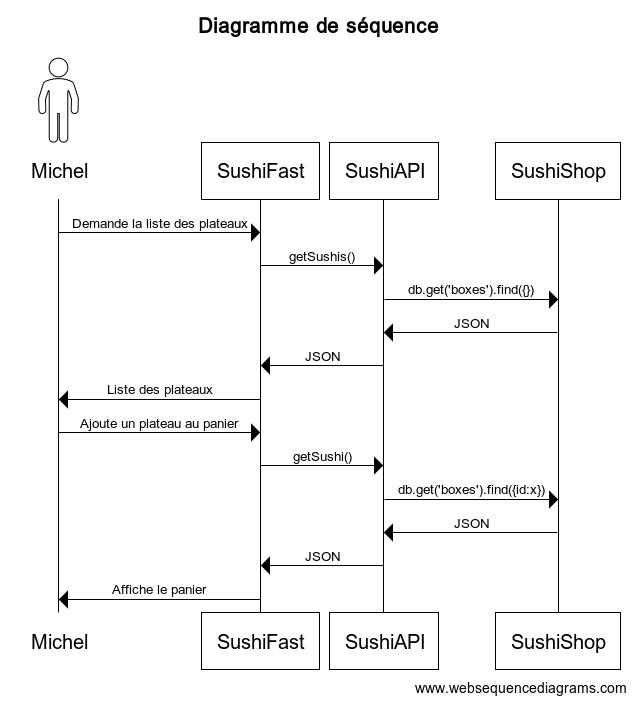 Diagramme de séquence
Michel
SushiFast
SushiAPI
SushiShop
Demande la liste des plateaux
getSushis()
db.get('boxes').find({})
JSON
JSON
Liste des plateaux
Ajoute un plateau au panier
getSushi()
db.get('boxes').find({id:x})
JSON
JSON
Affiche le panier
Michel
SushiFast
SushiAPI
SushiShop
www.websequencediagrams.com